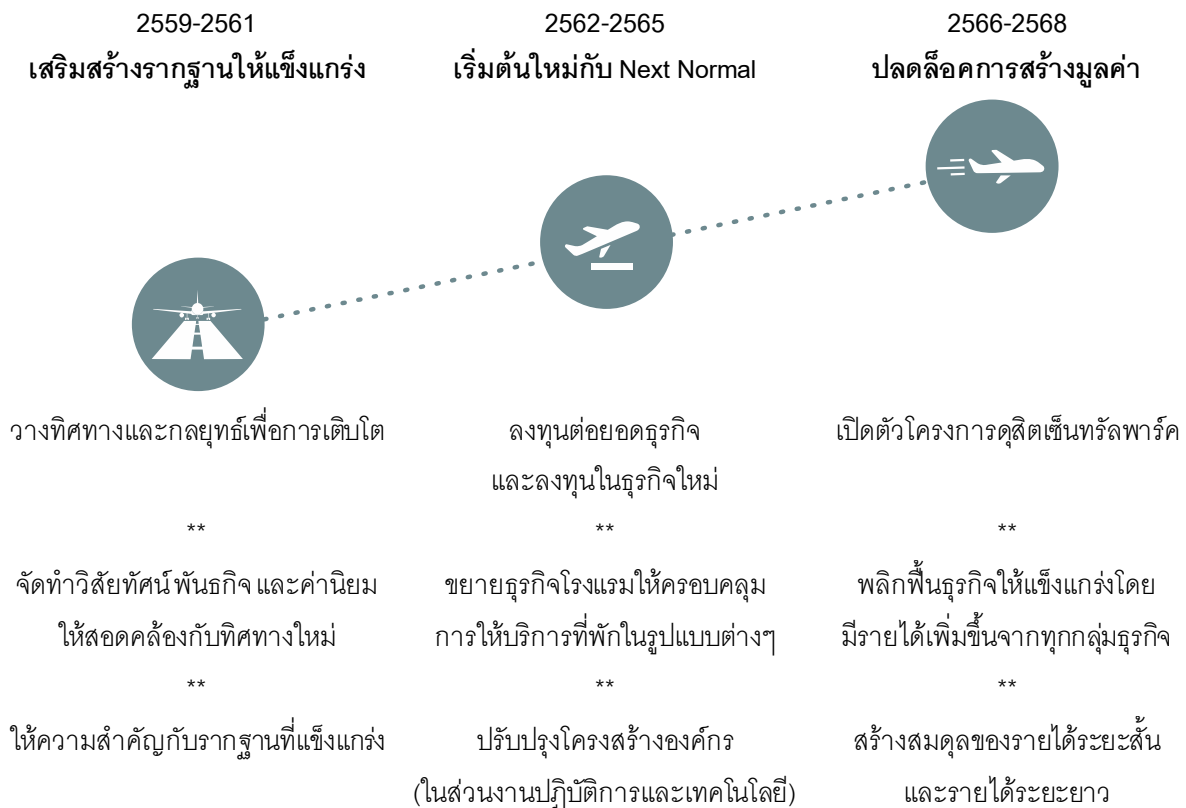 2559-2561
เสริมสร้างรากฐานให้แข็งแกร่ง
วางทิศทางและกลยุทธ์เพื่อการเติบโต
**
จัดทำวิสัยทัศน์ พันธกิจ และค่านิยม
ให้สอดคล้องกับทิศทางใหม่
**
ให้ความสำคัญกับรากฐานที่แข็งแกร่ง
2562-2565
เริ่มต้นใหม่กับ Next Normal
ลงทุนต่อยอดธุรกิจ
และลงทุนในธุรกิจใหม่
**
ขยายธุรกิจโรงแรมให้ครอบคลุม
การให้บริการที่พักในรูปแบบต่างๆ
**
ปรับปรุงโครงสร้างองค์กร
(ในส่วนงานปฏิบัติการและเทคโนโลยี)
2566-2568
ปลดล็อคการสร้างมูลค่า
เปิดตัวโครงการดุสิตเซ็นทรัลพาร์ค
**
พลิกฟื้นธุรกิจให้แข็งแกร่งโดย
มีรายได้เพิ่มขึ้นจากทุกกลุ่มธุรกิจ
**
สร้างสมดุลของรายได้ระยะสั้น
และรายได้ระยะยาว